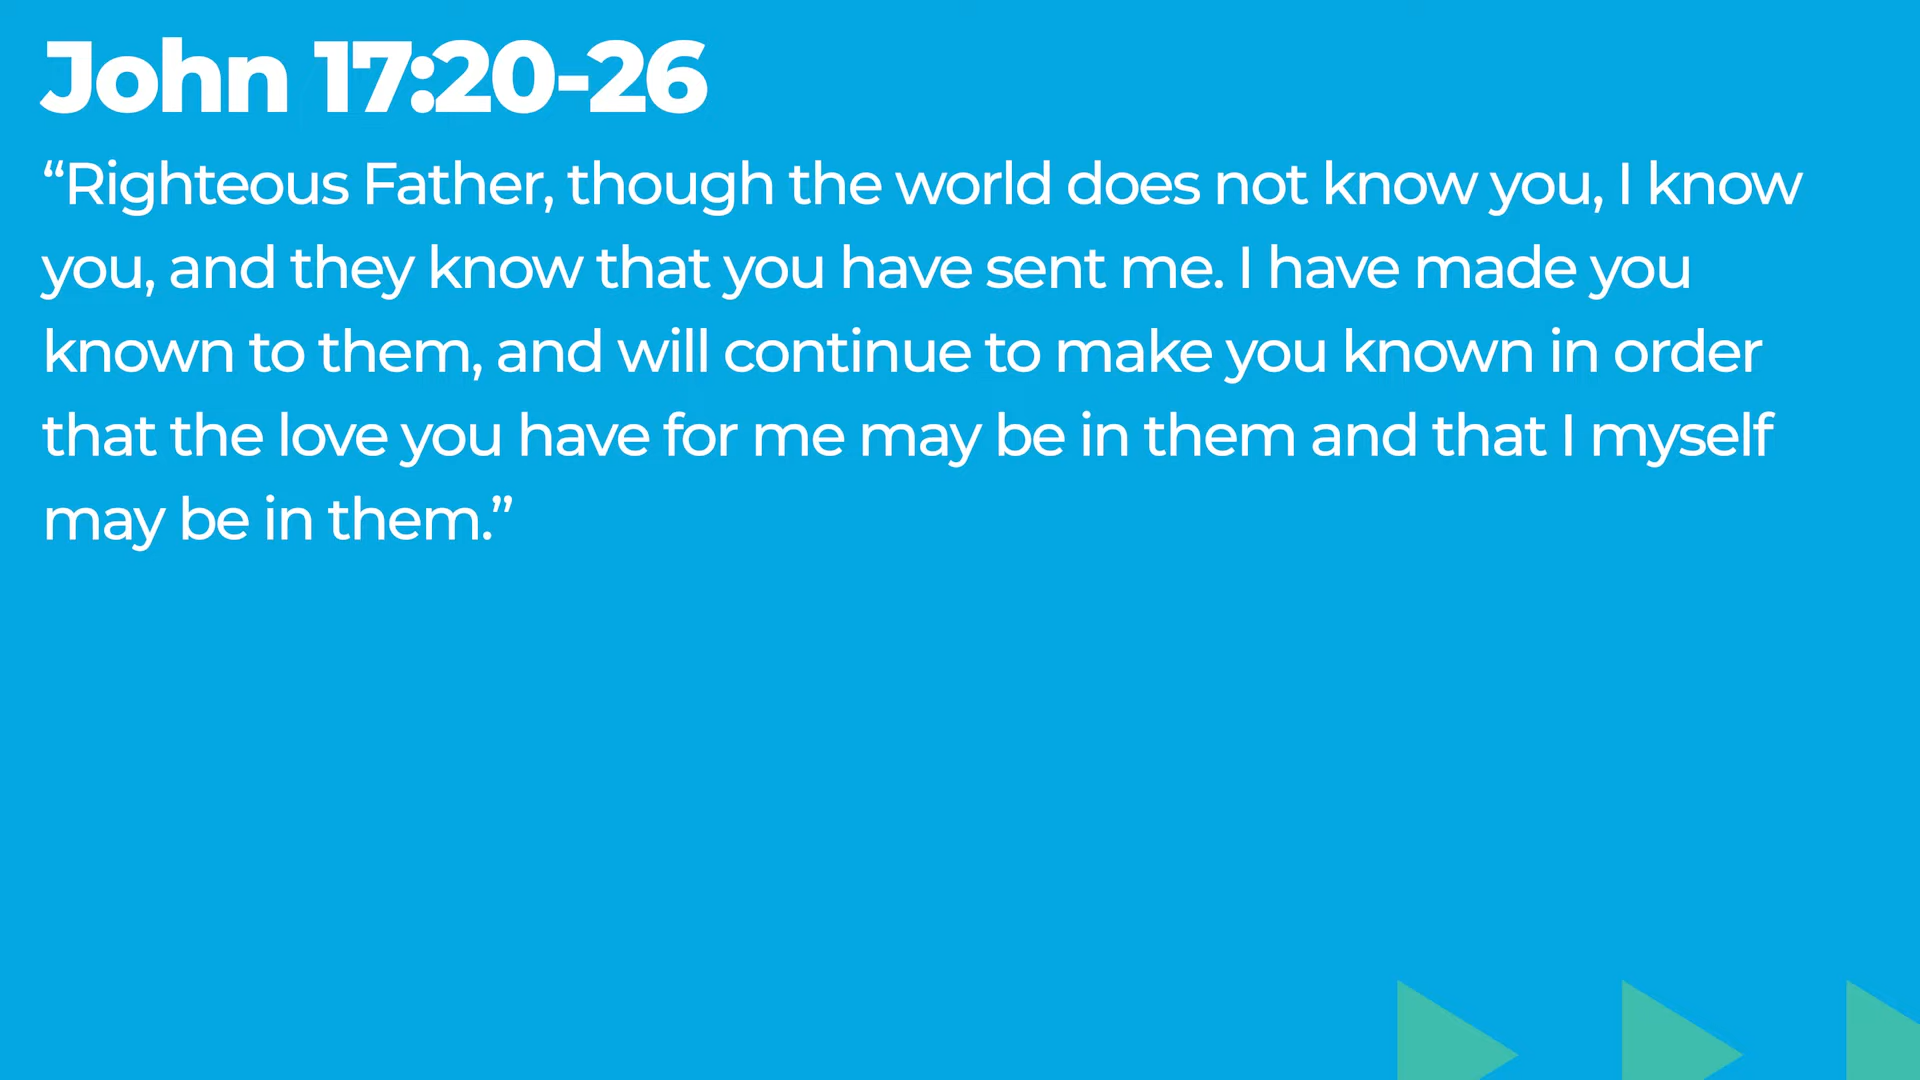 John 17:20-26
“Righteous Father, though the world does not know you, I know
you, and they know that you have sent me. I have made you
known to them, and will continue to make you known in order
that the love you have for me may be in them and that I myself
may be in them.”